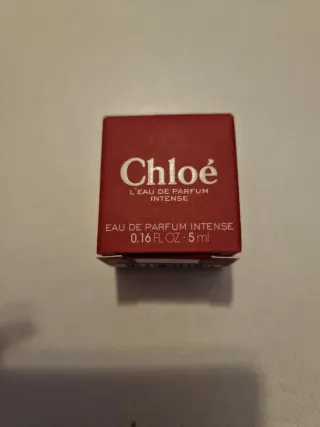 Chloé
L'EAU DE PARFUM
INTENSE
EAU DE PARFUM INTENSE
0.16 FL OZ - 5 ml